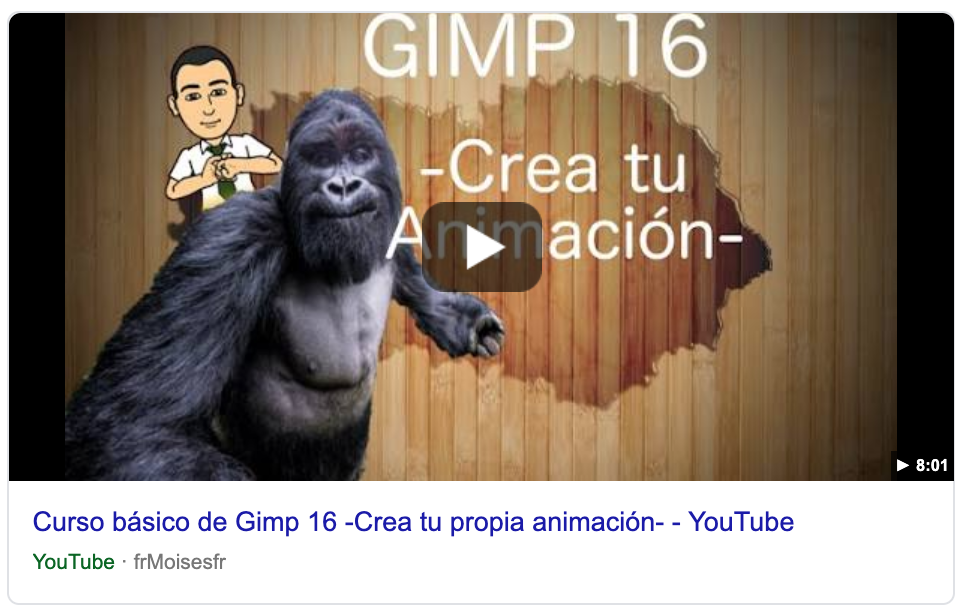 GIMP 16
-Crea tu
Animación-
8:01
Curso básico de Gimp 16 -Crea tu propia animación- - YouTube
YouTube · frMoisesfr